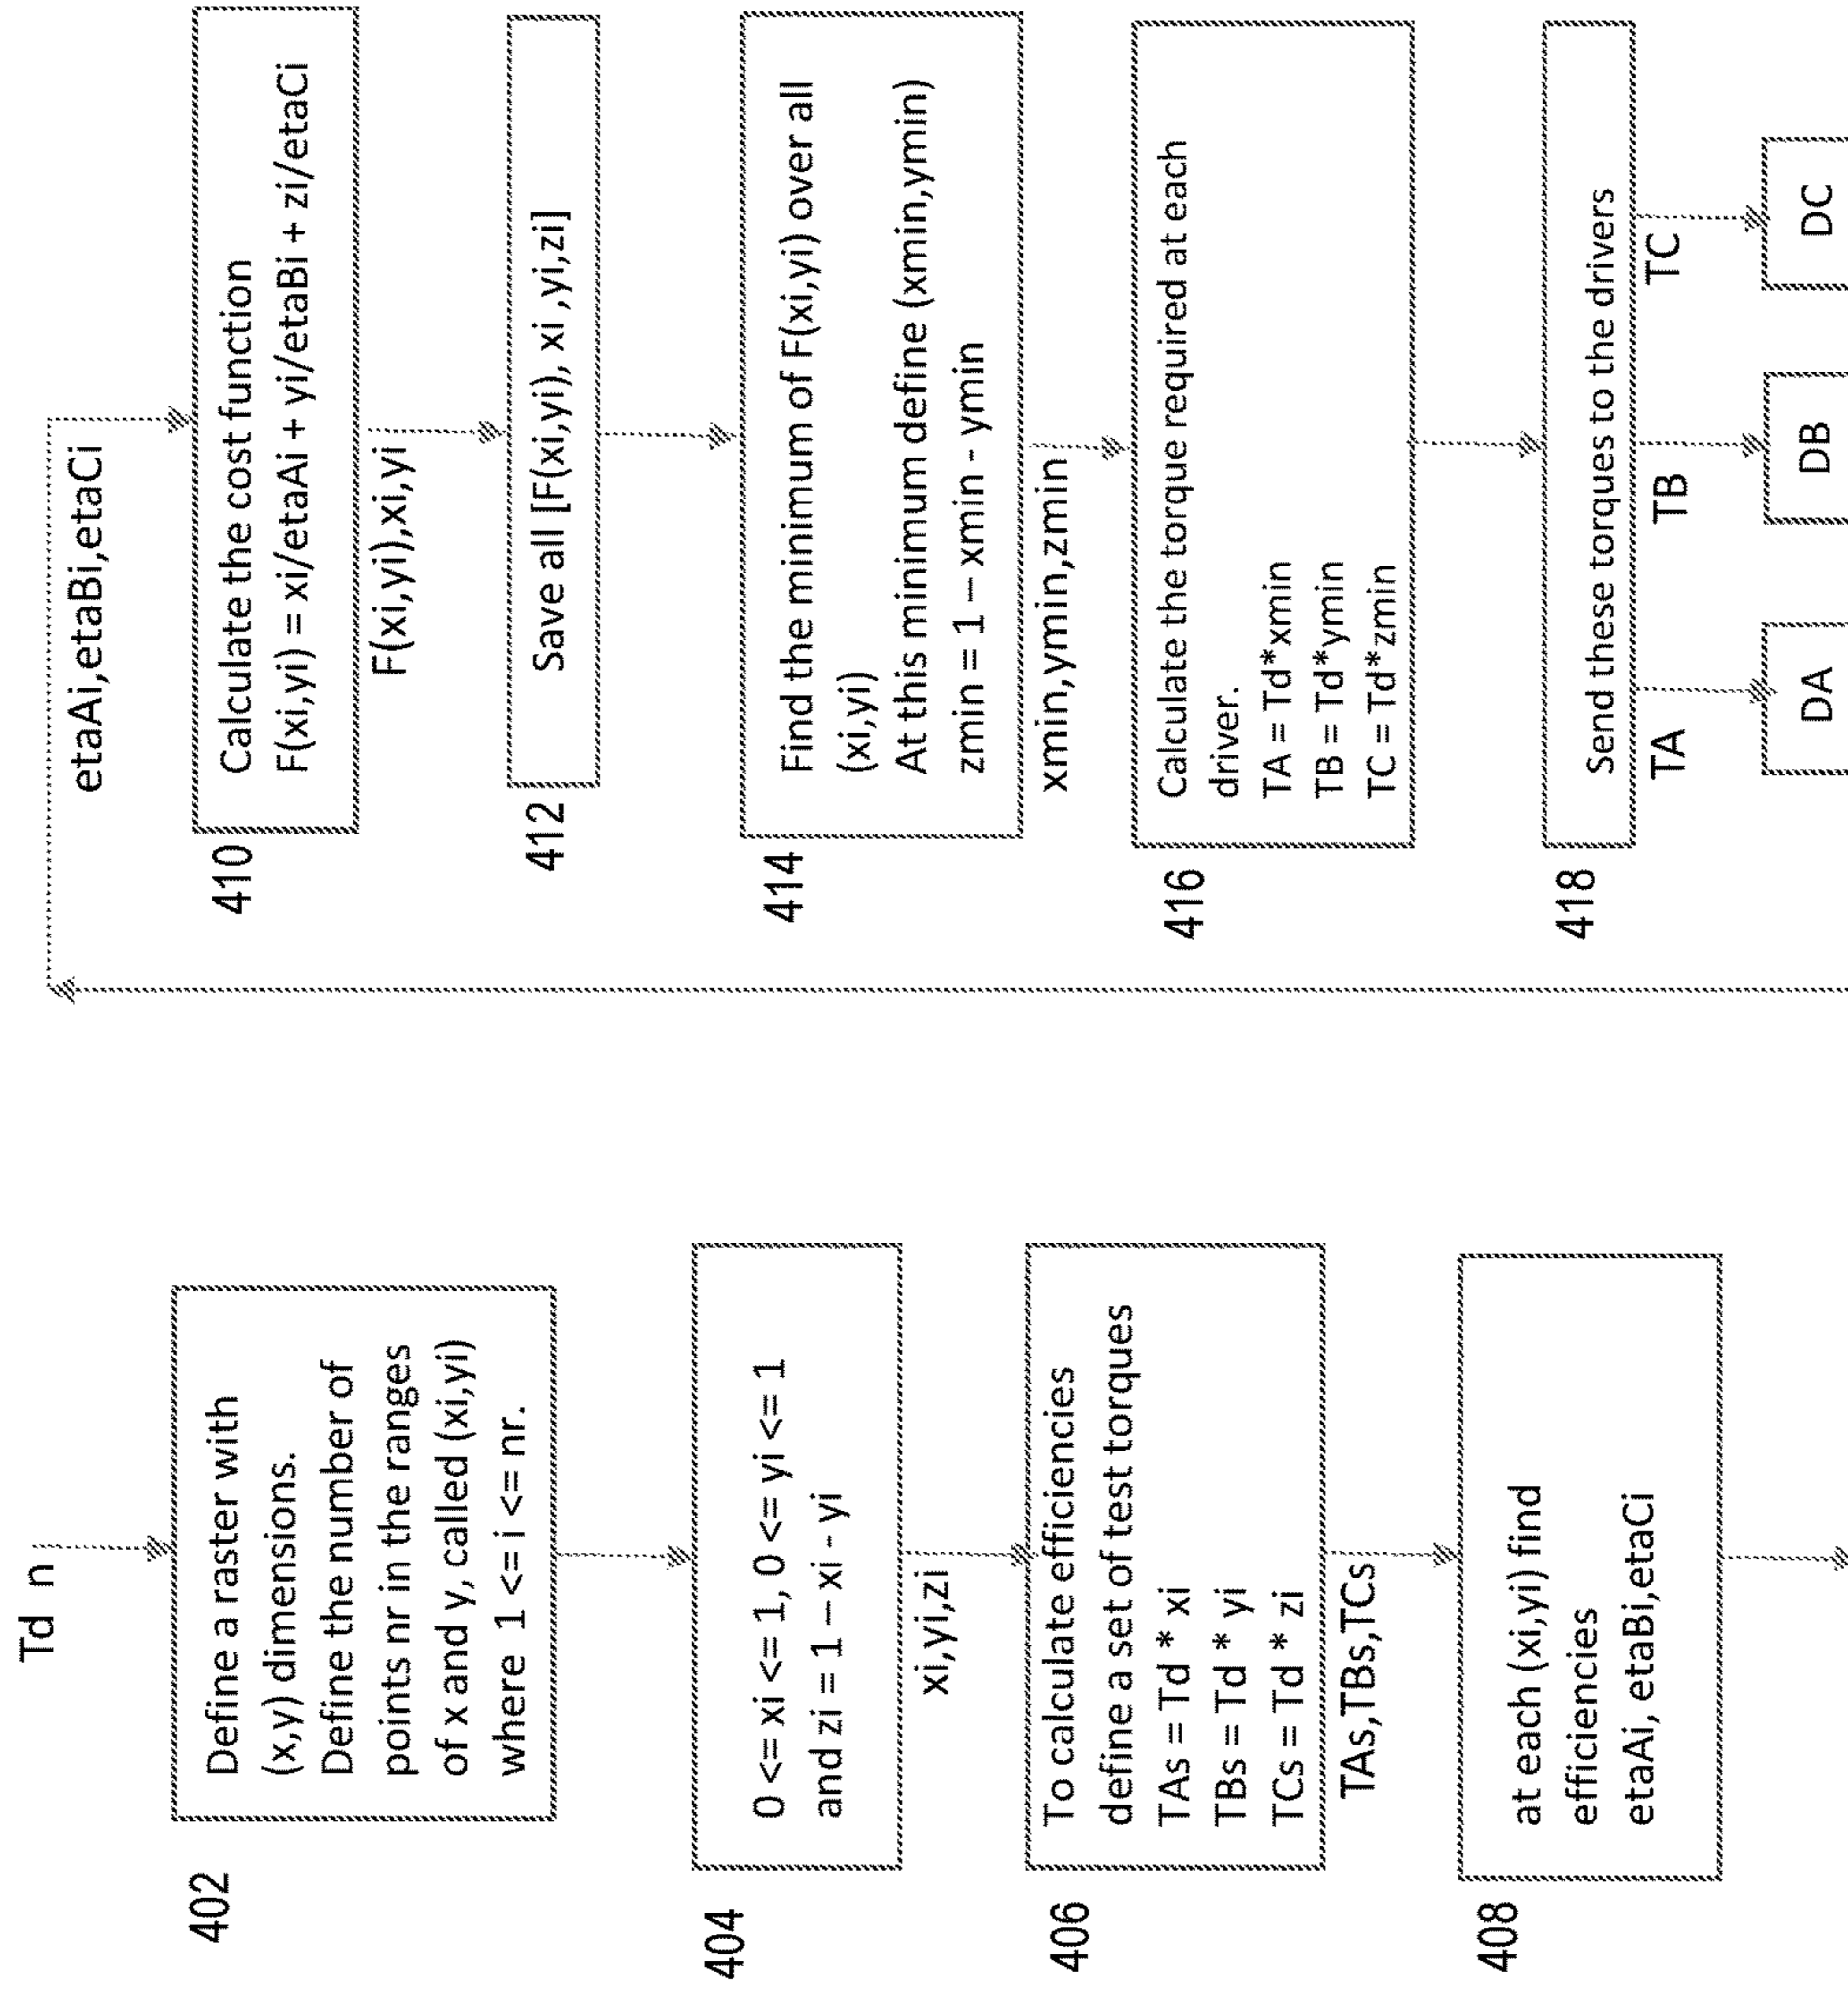 Td n
402
Define a raster with
(x,y) dimensions.
Define the number of
points nr in the ranges
of x and y, called (xi,yi)
where 1 <= i <= nr.
404
0 <= xi <= 1, 0 <= yi <= 1
and zi = 1 – xi - yi
xi,yi,zi
406
To calculate efficiencies
define a set of test torques
TAs = Td * xi
TBs = Td * yi
TCs = Td * zi
TAs,TBs,TCs
408
at each (xi,yi) find
efficiencies
etaAi, etaBi,etaCi
etaAi,etaBi,etaCi
410
Calculate the cost function
F(xi,yi) = xi/etaAi + yi/etaBi + zi/etaCi
F(xi,yi),xi,yi
412
Save all [F(xi,yi), xi ,yi,zi]
414
Find the minimum of F(xi,yi) over all
(xi,yi)
At this minimum define (xmin,ymin)
zmin = 1 – xmin - ymin
xmin,ymin,zmin
416
Calculate the torque required at each
driver.
TA = Td*xmin
TB = Td*ymin
TC = Td*zmin
418
Send these torques to the drivers
TA TB TC
DA DB DC